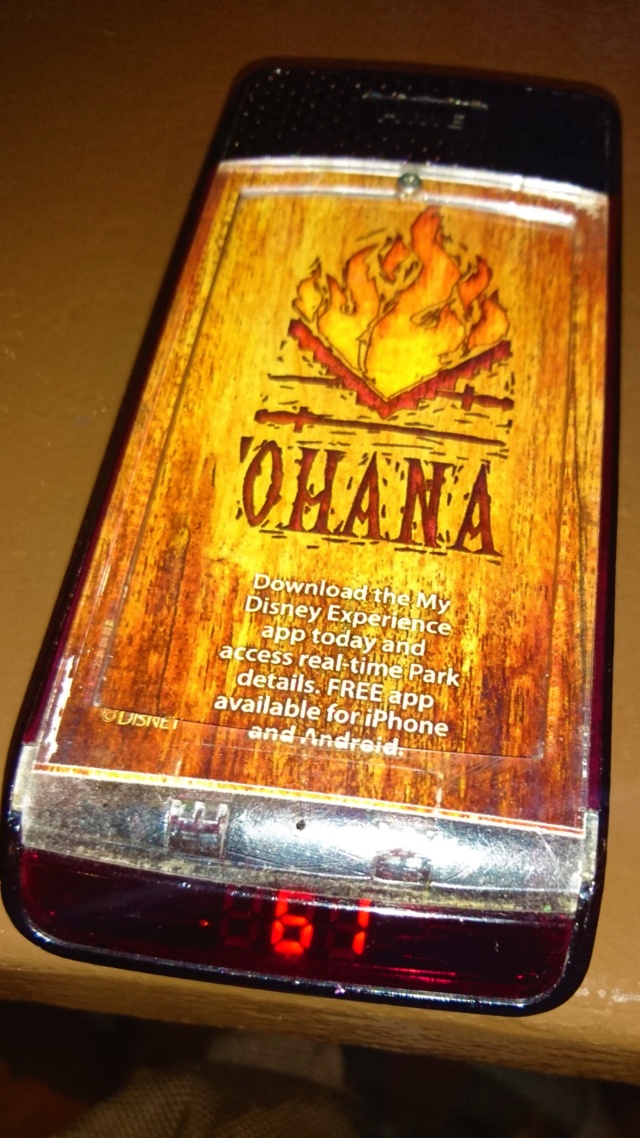 'OHANA
Download the My
Disney Experience
app today and
access real-time Park
details. FREE app
available for iPhone
and Android.
©DISNEY
61